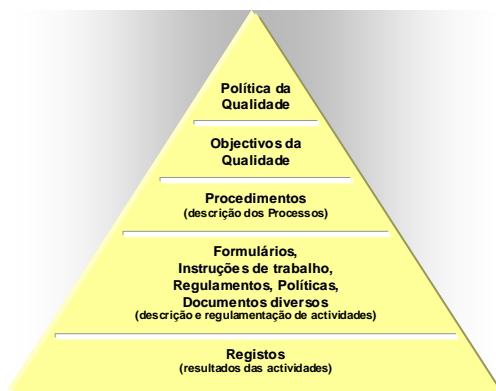 Política da
Qualidade
Objectivos da
Qualidade
Procedimentos
(descrição dos Processos)
Formulários,
Instruções de trabalho,
Regulamentos, Políticas,
Documentos diversos
(descrição e regulamentação de actividades)
Registos
(resultados das actividades)